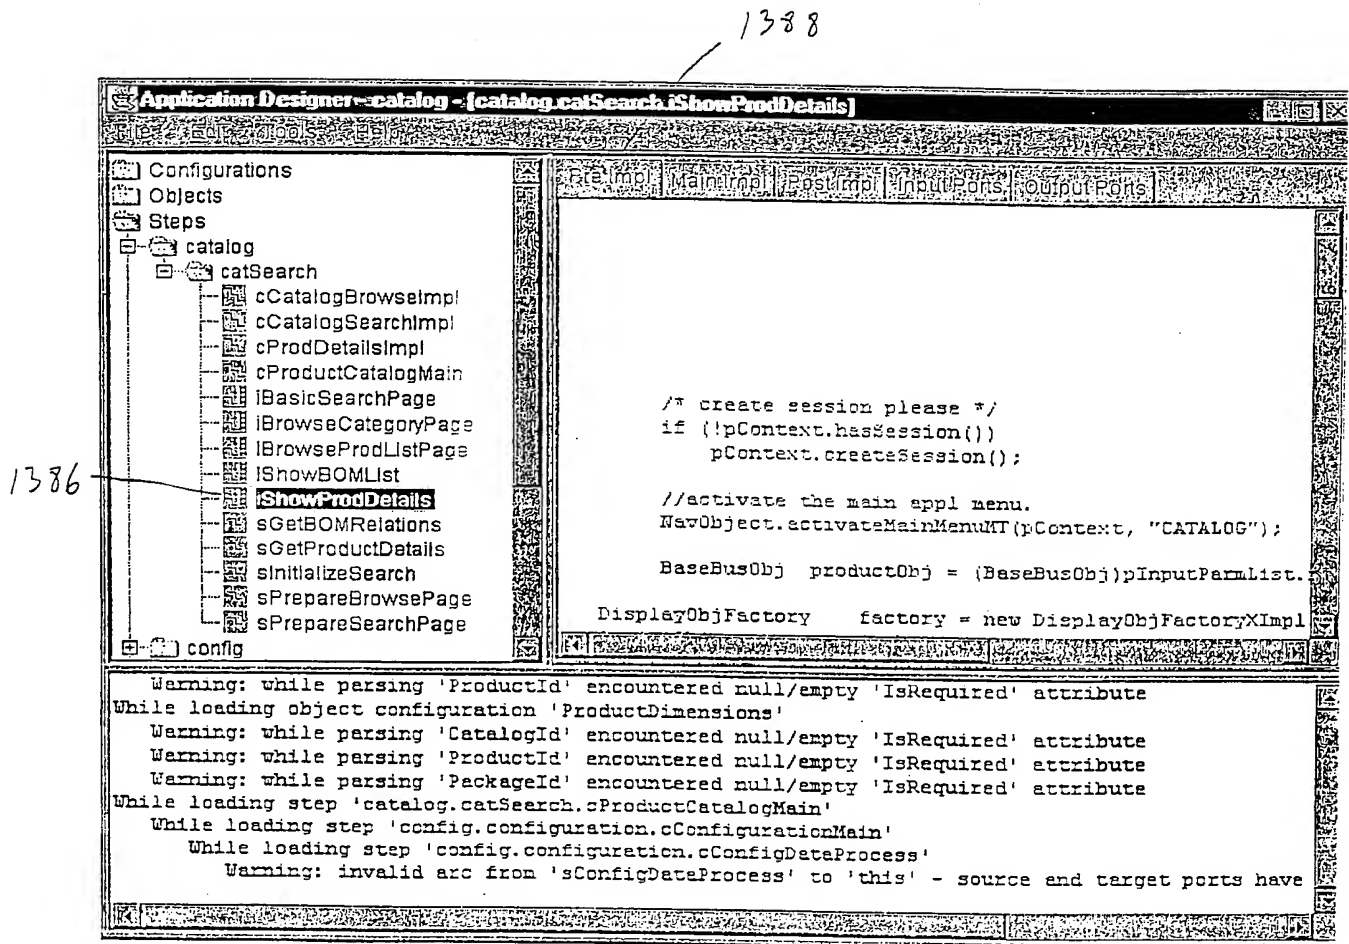 1388
Application Designer - catalog - [catalog.catSearch.iShowProdDetails]
File Edit Tools Help
Configurations
Objects
Steps
catalog
catSearch
cCatalogBrowseImpl
cCatalogSearchImpl
cProdDetailsImpl
cProductCatalogMain
iBasicSearchPage
iBrowseCategoryPage
iBrowseProdListPage
iShowBOMList
1386
iShowProdDetails
sGetBOMRelations
sGetProductDetails
sInitializeSearch
sPrepareBrowsePage
sPrepareSearchPage
config
Pre Impl Main Impl Post Impl Input Ports Output Ports
/* create session please */
if (!pContext.hasSession())
pContext.createSession();
//activate the main appl menu.
NavObject.activateMainMenuMT(pContext, "CATALOG");
BaseBusObj productObj = (BaseBusObj)pInputParmList.
DisplayObjFactory factory = new DisplayObjFactoryXImpl
Warning: while parsing 'ProductId' encountered null/empty 'IsRequired' attribute
While loading object configuration 'ProductDimensions'
Warning: while parsing 'CatalogId' encountered null/empty 'IsRequired' attribute
Warning: while parsing 'ProductId' encountered null/empty 'IsRequired' attribute
Warning: while parsing 'PackageId' encountered null/empty 'IsRequired' attribute
While loading step 'catalog.catSearch.cProductCatalogMain'
While loading step 'config.configuration.cConfigurationMain'
While loading step 'config.configuration.cConfigDataProcess'
Warning: invalid arc from 'sConfigDataProcess' to 'this' - source and target ports have